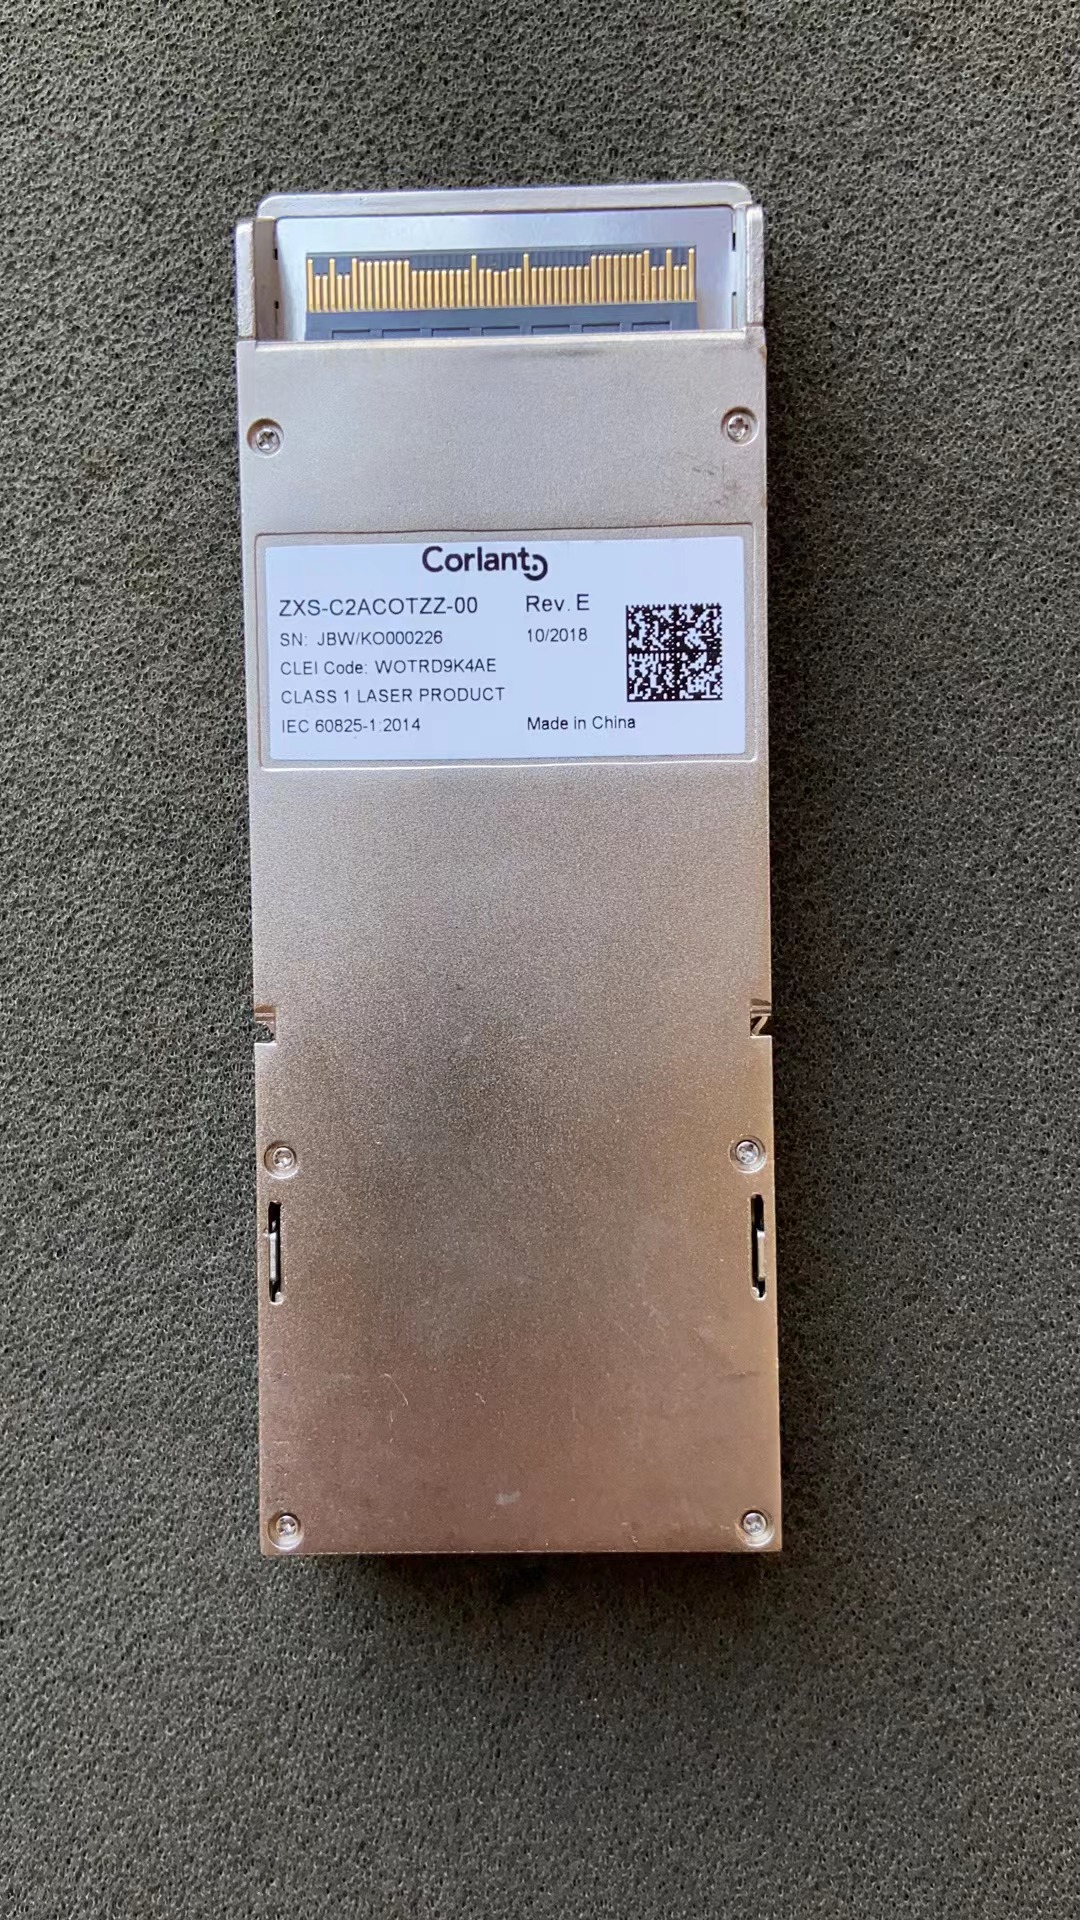 Corlant
ZXS-C2ACOTZZ-00 Rev. E
SN: JBW/KO000226 10/2018
CLEI Code: WOTRD9K4AE
CLASS 1 LASER PRODUCT
IEC 60825-1:2014 Made in China